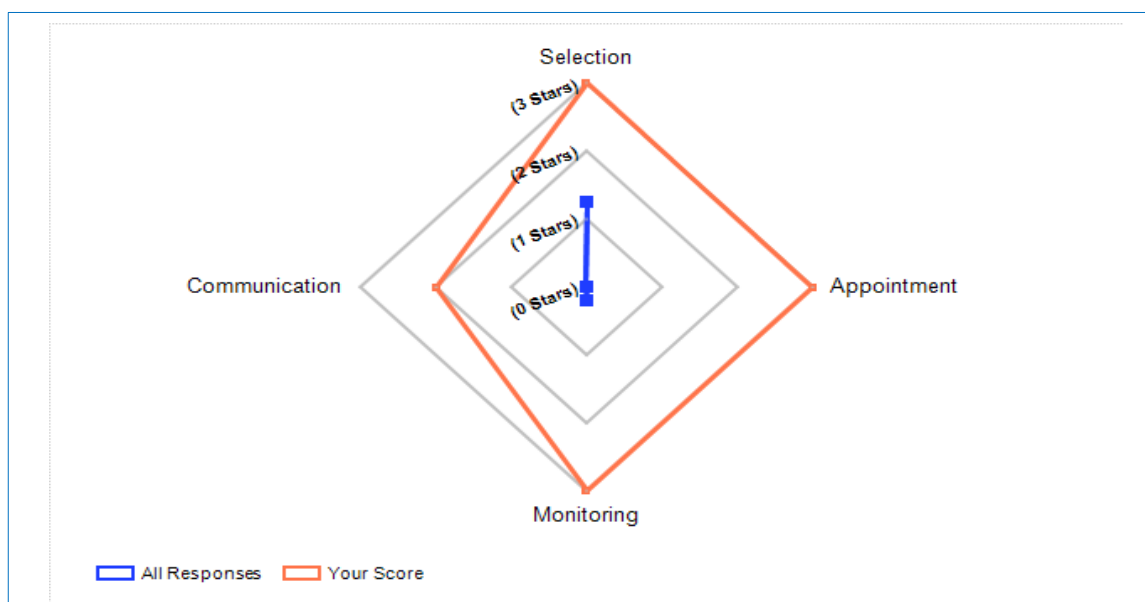 Selection
(3 Stars)
(2 Stars)
(1 Stars)
Communication
(0 Stars)
Appointment
Monitoring
All Responses
Your Score